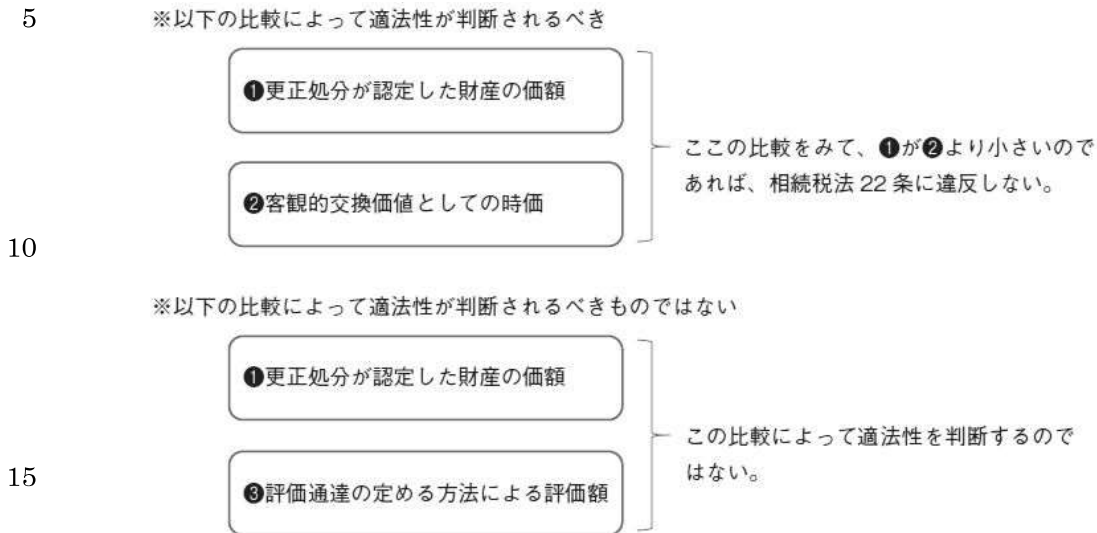 5
※以下の比較によって適法性が判断されるべき
❶更正処分が認定した財産の価額
ここの比較をみて、❶が❷より小さいので
あれば、相続税法 22 条に違反しない。
❷客観的交換価値としての時価
10
※以下の比較によって適法性が判断されるべきものではない
❶更正処分が認定した財産の価額
この比較によって適法性を判断するので
はない。
15
❸評価通達の定める方法による評価額